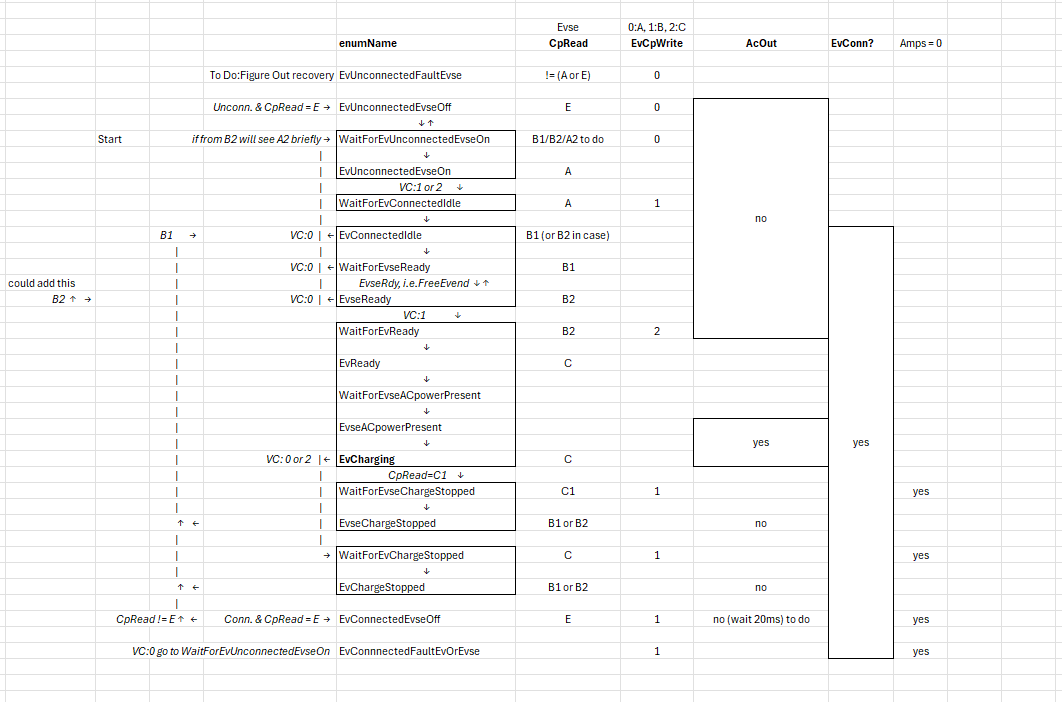 Evse 0:A, 1:B, 2:C
enumName CpRead EvCpWrite AcOut EvConn? Amps = 0
To Do:Figure Out recovery EvUnconnectedFaultEvse != (A or E) 0
Unconn. & CpRead = E → EvUnconnectedEvseOff E 0
↓↑
Start if from B2 will see A2 briefly → WaitForEvUnconnectedEvseOn B1/B2/A2 to do 0
| ↓
| EvUnconnectedEvseOn A
| VC:1 or 2 ↓
| WaitForEvConnectedIdle A 1
| ↓ no
B1 → VC:0 | ← EvConnectedIdle B1 (or B2 in case)
| | ↓
| VC:0 | ← WaitForEvseReady B1
could add this | | EvseRdy, i.e.FreeEvend ↓↑
B2 ↑ → | VC:0 | ← EvseReady B2
| VC:1 ↓
| WaitForEvReady B2 2
| ↓
| EvReady C
| ↓
| WaitForEvseACpowerPresent
| ↓
| EvseACpowerPresent
| ↓ yes yes
| VC: 0 or 2 | ← EvCharging C
| | CpRead=C1 ↓
| | WaitForEvseChargeStopped C1 1 yes
| | ↓
↑ ← | EvseChargeStopped B1 or B2 no
| |
| → WaitForEvChargeStopped C 1 yes
| ↓
↑ ← EvChargeStopped B1 or B2 no
|
CpRead != E ↑ ← Conn. & CpRead = E → EvConnectedEvseOff E 1 no (wait 20ms) to do yes
VC:0 go to WaitForEvUnconnectedEvseOn EvConnnectedFaultEvOrEvse 1 yes